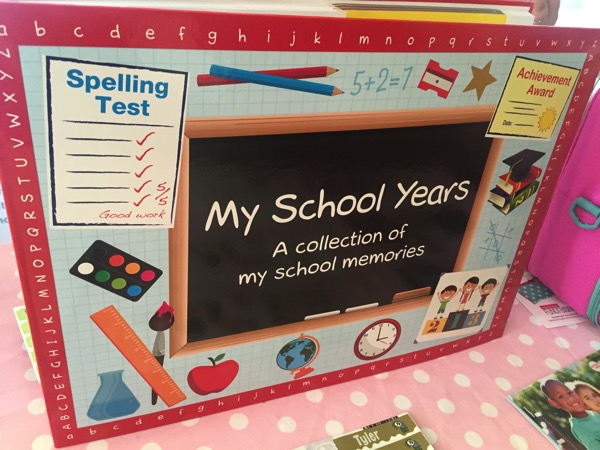 a b c d e f g h i j k l m n o p q r s t u v w x y z
Spelling
Test
5/5
Good work
5+2=7
Achievement
Award
Date:
My School Years
A collection of
my school memories
Tyler